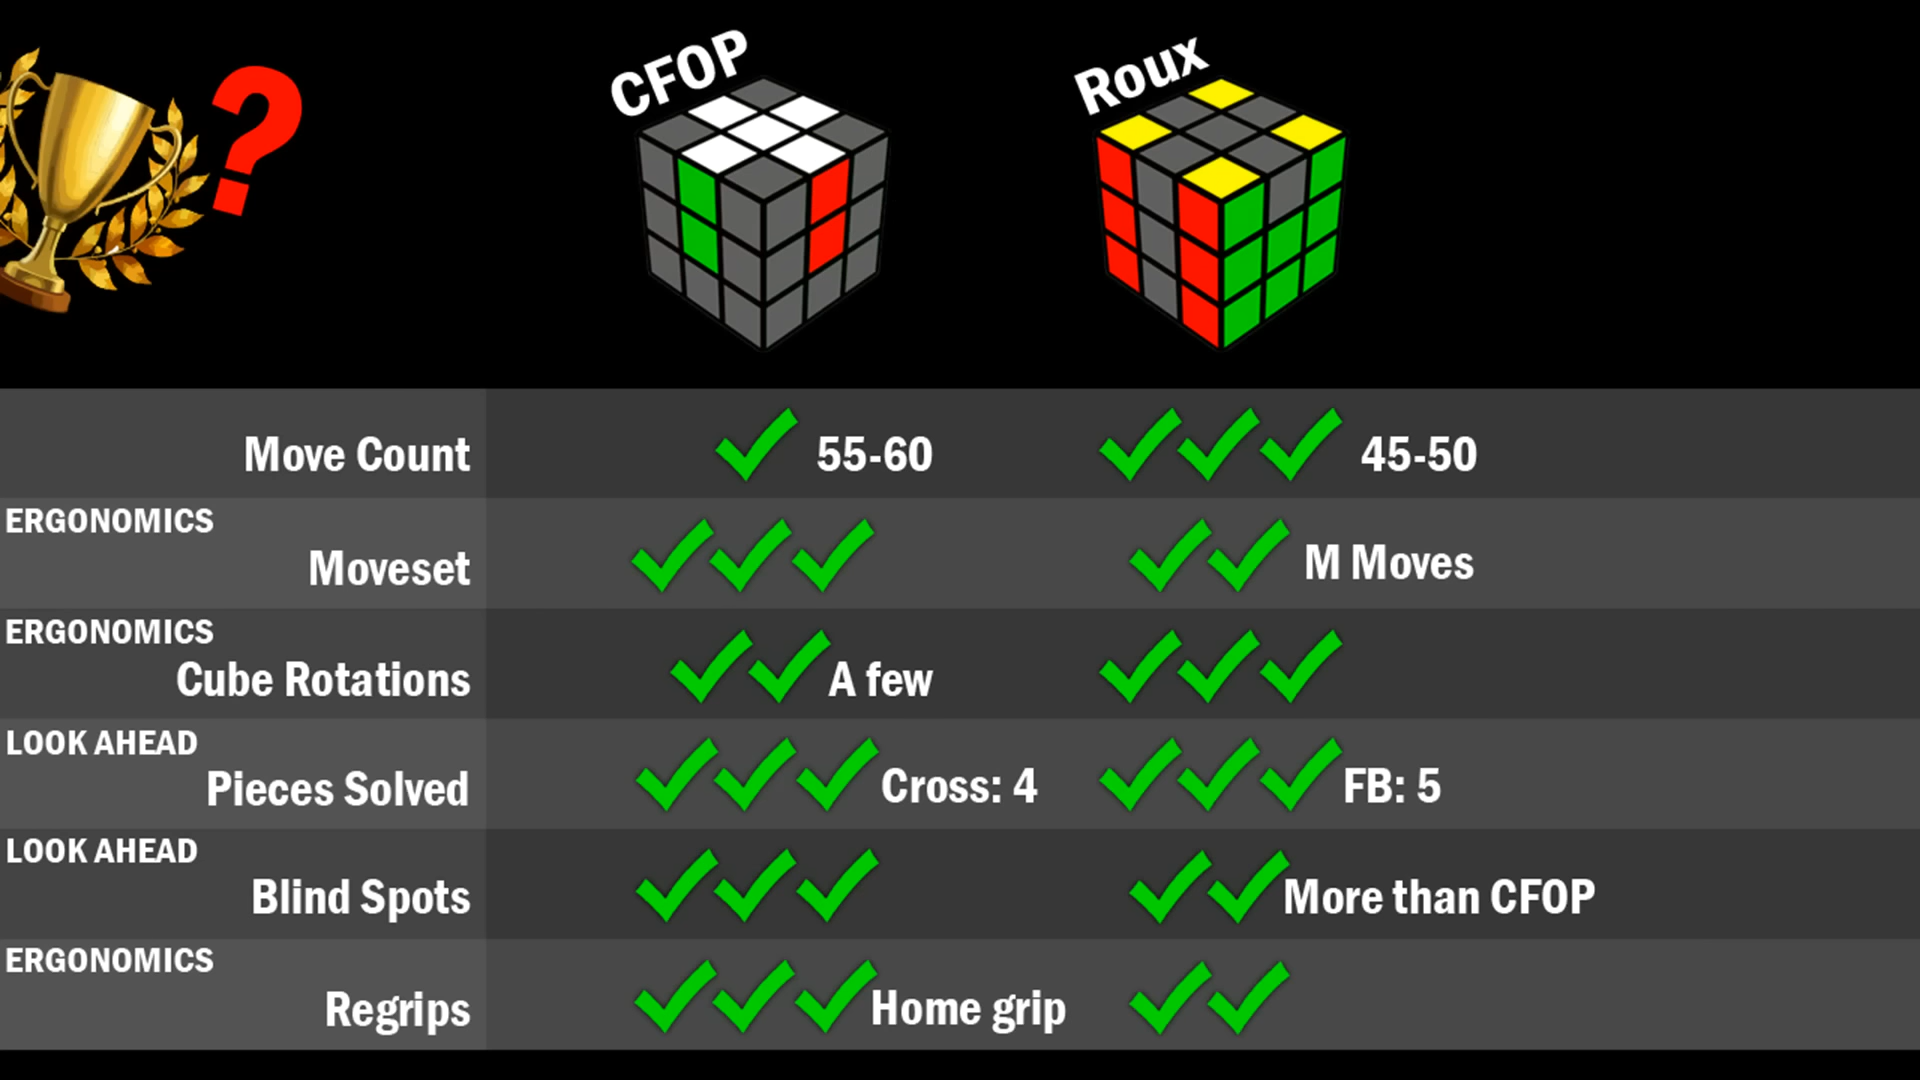 ?
CFOP
Roux
Move Count
55-60
45-50
ERGONOMICS
Moveset
M Moves
ERGONOMICS
Cube Rotations
A few
LOOK AHEAD
Pieces Solved
Cross: 4
FB: 5
LOOK AHEAD
Blind Spots
More than CFOP
ERGONOMICS
Regrips
Home grip